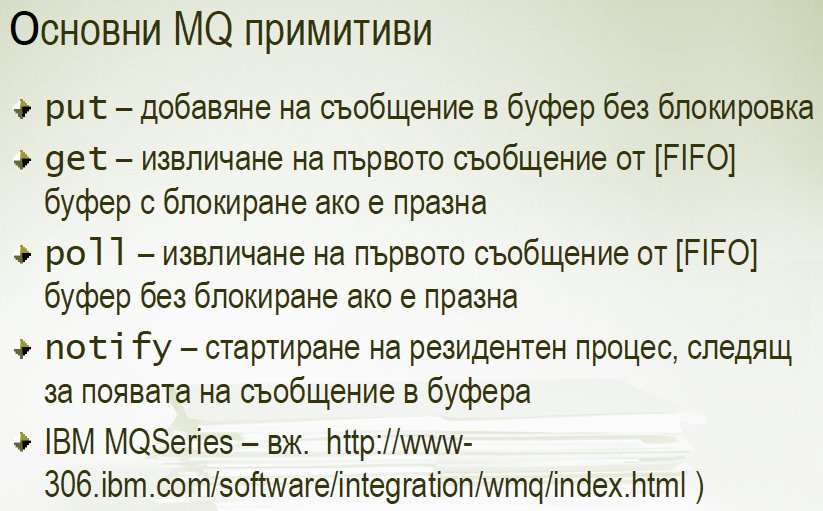 Основни MQ примитиви
put – добавяне на съобщение в буфер без блокировка
get – извличане на първото съобщение от [FIFO]
буфер с блокиране ако е празна
poll – извличане на първото съобщение от [FIFO]
буфер без блокиране ако е празна
notify – стартиране на резидентен процес, следящ
за появата на съобщение в буфера
IBM MQSeries – вж. http://www-
306.ibm.com/software/integration/wmq/index.html )